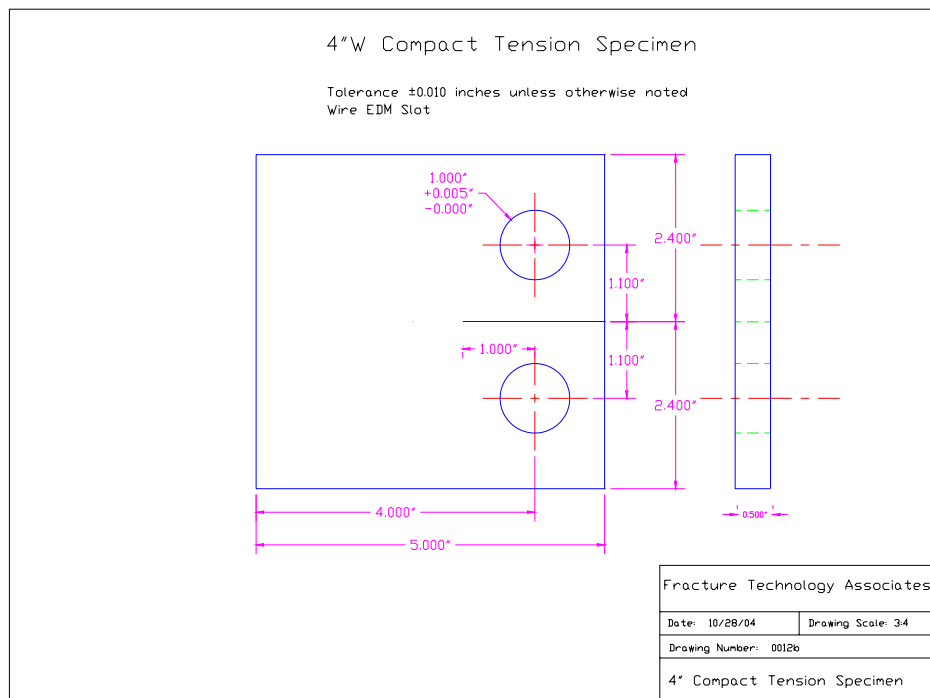 4"W Compact Tension Specimen
Tolerance ±0.010 inches unless otherwise noted
Wire EDM Slot
1.000"
+0.005"
-0.000"
2.400"
1.100"
1.000"
1.100"
2.400"
4.000"
0.500"
5.000"
Fracture Technology Associates
Date: 10/28/04
Drawing Scale: 3:4
Drawing Number: 0012b
4" Compact Tension Specimen